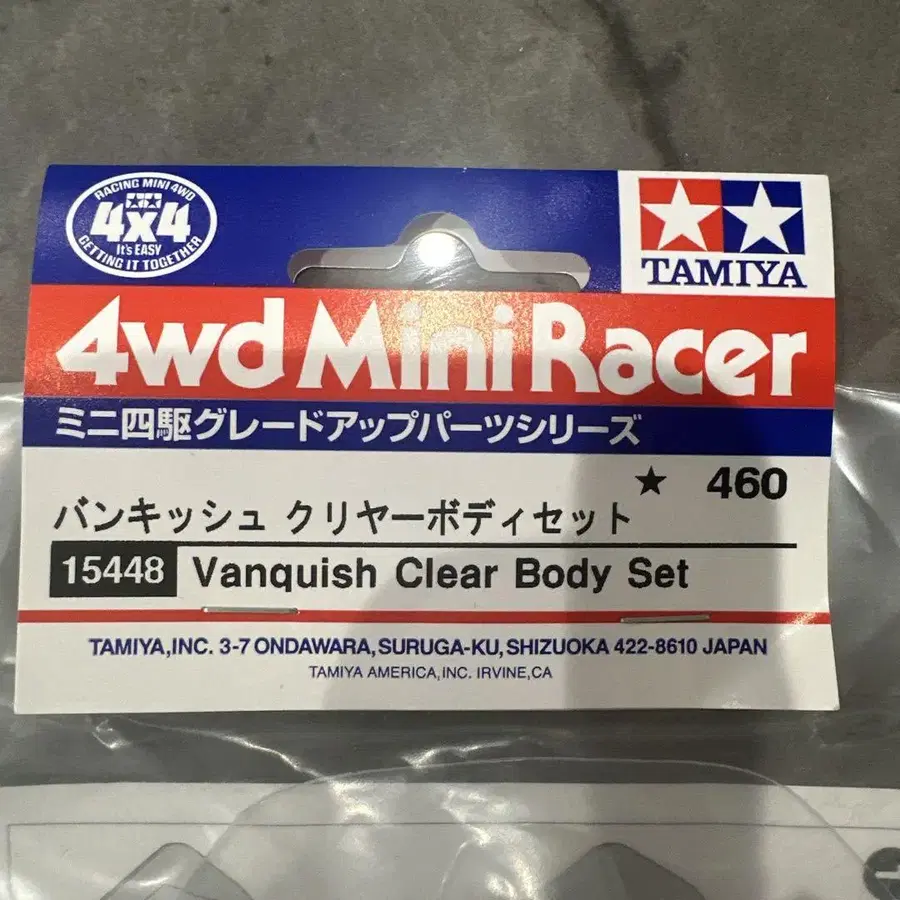 RACING MINI 4WD
4x4
It's EASY
GETTING IT TOGETHER
TAMIYA
4wd Mini Racer
ミニ四駆グレードアップパーツシリーズ
★ 460
バンキッシュ クリヤーボディセット
15448 Vanquish Clear Body Set
TAMIYA,INC. 3-7 ONDAWARA,SURUGA-KU,SHIZUOKA 422-8610 JAPAN
TAMIYA AMERICA,INC. IRVINE,CA